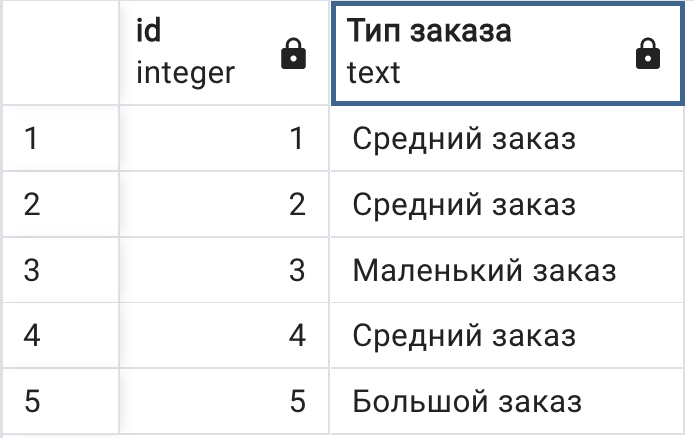 id Тип заказа
integer text
1 1 Средний заказ
2 2 Средний заказ
3 3 Маленький заказ
4 4 Средний заказ
5 5 Большой заказ